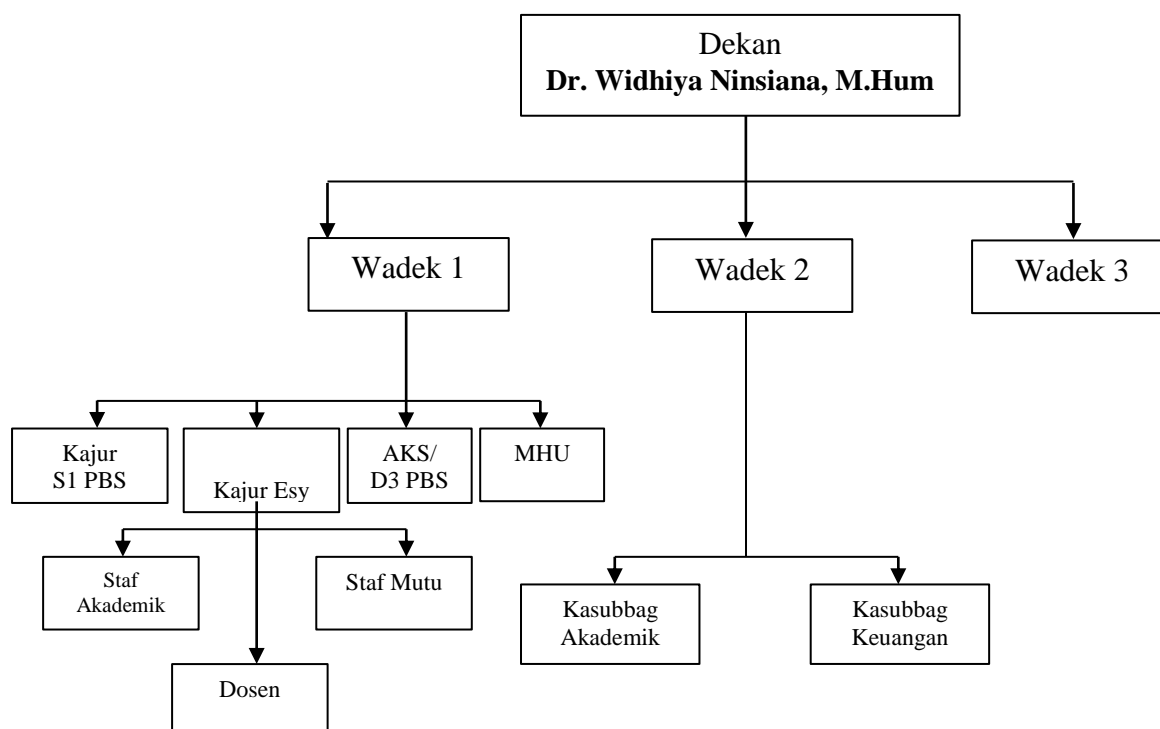 Dekan
Dr. Widhiya Ninsiana, M.Hum
Wadek 1
Wadek 2
Wadek 3
Kajur
S1 PBS
Kajur Esy
AKS/
D3 PBS
MHU
Staf
Akademik
Staf Mutu
Kasubbag
Akademik
Kasubbag
Keuangan
Dosen